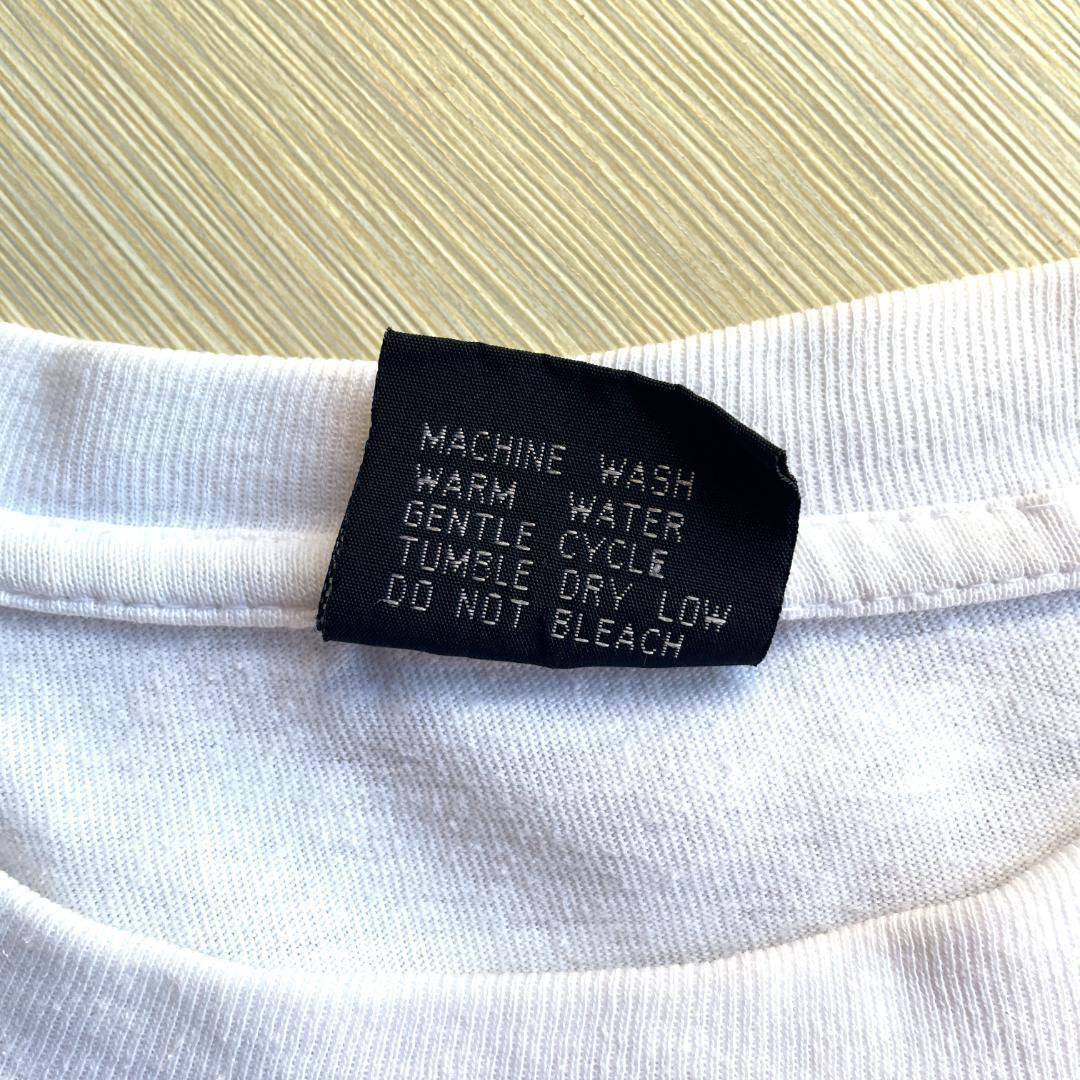 MACHINE WASH
WARM WATER
GENTLE CYCLE
TUMBLE DRY LOW
DO NOT BLEACH